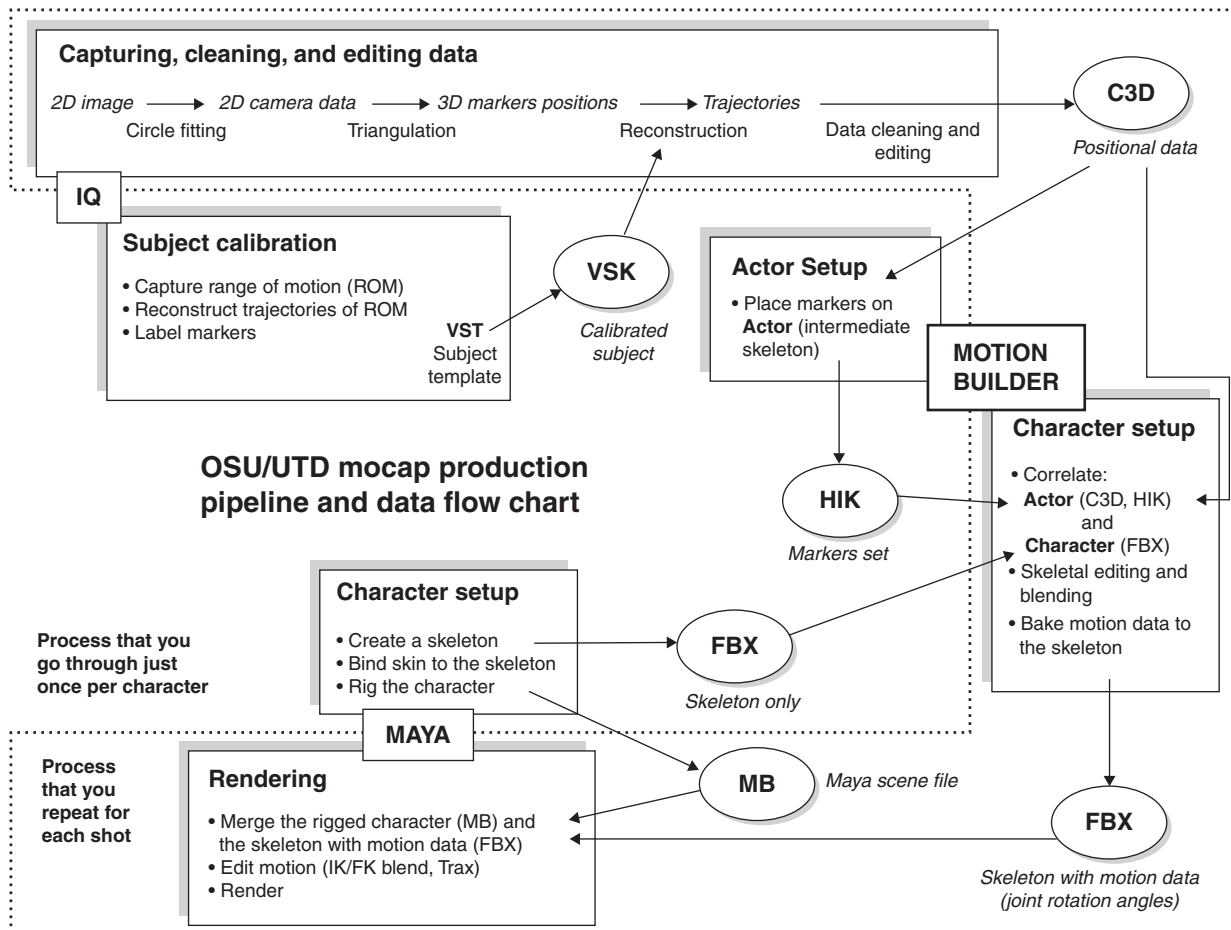 Capturing, cleaning, and editing data
2D image
2D camera data
3D markers positions
Trajectories
Circle fitting
Triangulation
Reconstruction
Data cleaning and
editing
C3D
Positional data
IQ
Subject calibration
• Capture range of motion (ROM)
• Reconstruct trajectories of ROM
• Label markers
VST
Subject
template
VSK
Calibrated
subject
Actor Setup
• Place markers on
Actor (intermediate
skeleton)
MOTION
BUILDER
Character setup
• Correlate:
Actor (C3D, HIK)
and
Character (FBX)
• Skeletal editing and
blending
• Bake motion data to
the skeleton
OSU/UTD mocap production
pipeline and data flow chart
HIK
Markers set
Process that you
go through just
once per character
Character setup
• Create a skeleton
• Bind skin to the skeleton
• Rig the character
FBX
Skeleton only
MAYA
Process
that you
repeat for
each shot
Rendering
• Merge the rigged character (MB) and
the skeleton with motion data (FBX)
• Edit motion (IK/FK blend, Trax)
• Render
MB
Maya scene file
FBX
Skeleton with motion data
(joint rotation angles)